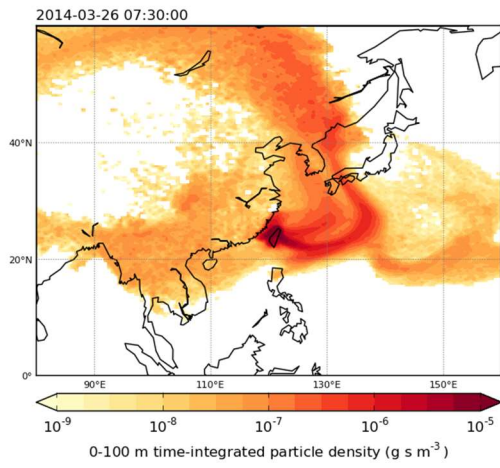 2014-03-26 07:30:00
40°N
20°N
0°
90°E 110°E 130°E 150°E
10⁻⁹ 10⁻⁸ 10⁻⁷ 10⁻⁶ 10⁻⁵
0-100 m time-integrated particle density (g s m⁻³)